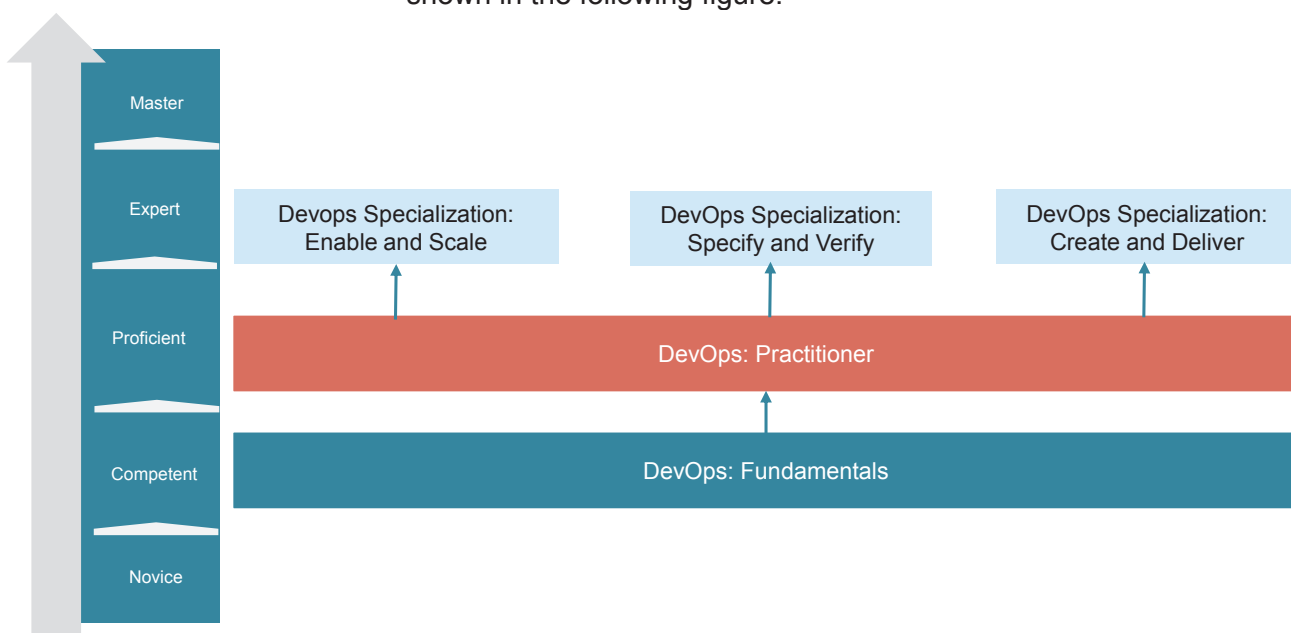 shown in the following figure.
Master
Expert
Devops Specialization:
Enable and Scale
DevOps Specialization:
Specify and Verify
DevOps Specialization:
Create and Deliver
Proficient
DevOps: Practitioner
Competent
DevOps: Fundamentals
Novice